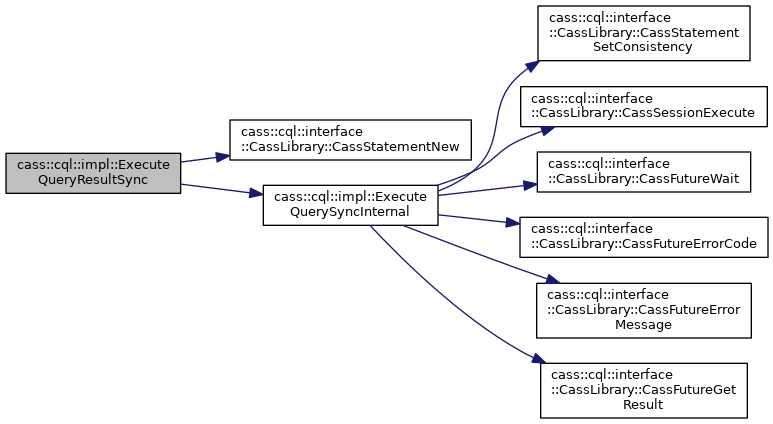 cass::cql::impl::Execute
QueryResultSync
cass::cql::interface
::CassLibrary::CassStatementNew
cass::cql::impl::Execute
QuerySyncInternal
cass::cql::interface
::CassLibrary::CassStatement
SetConsistency
cass::cql::interface
::CassLibrary::CassSessionExecute
cass::cql::interface
::CassLibrary::CassFutureWait
cass::cql::interface
::CassLibrary::CassFutureErrorCode
cass::cql::interface
::CassLibrary::CassFutureError
Message
cass::cql::interface
::CassLibrary::CassFutureGet
Result